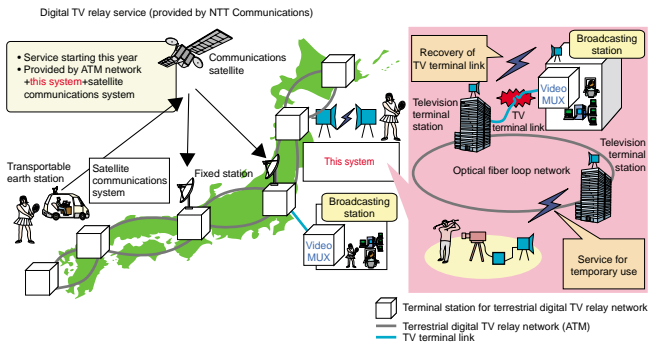 Digital TV relay service (provided by NTT Communications)
• Service starting this year
• Provided by ATM network
+this system+satellite
communications system
Communications
satellite
Transportable
earth station
Satellite
communications
system
Fixed station
This system
Broadcasting
station
Video
MUX
Recovery of
TV terminal link
Broadcasting
station
Video
MUX
Television
terminal
station
TV
terminal link
Television
terminal
station
Optical fiber loop network
Service for
temporary use
Terminal station for terrestrial digital TV relay network
Terrestrial digital TV relay network (ATM)
TV terminal link